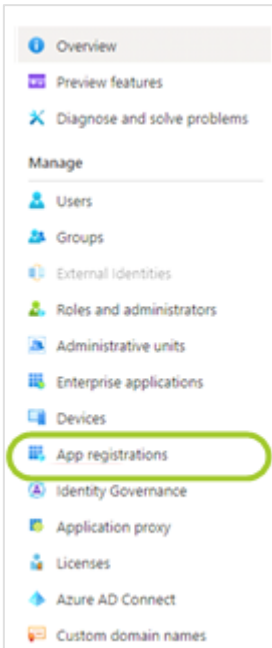 Overview
Preview features
Diagnose and solve problems
Manage
Users
Groups
External Identities
Roles and administrators
Administrative units
Enterprise applications
Devices
App registrations
Identity Governance
Application proxy
Licenses
Azure AD Connect
Custom domain names